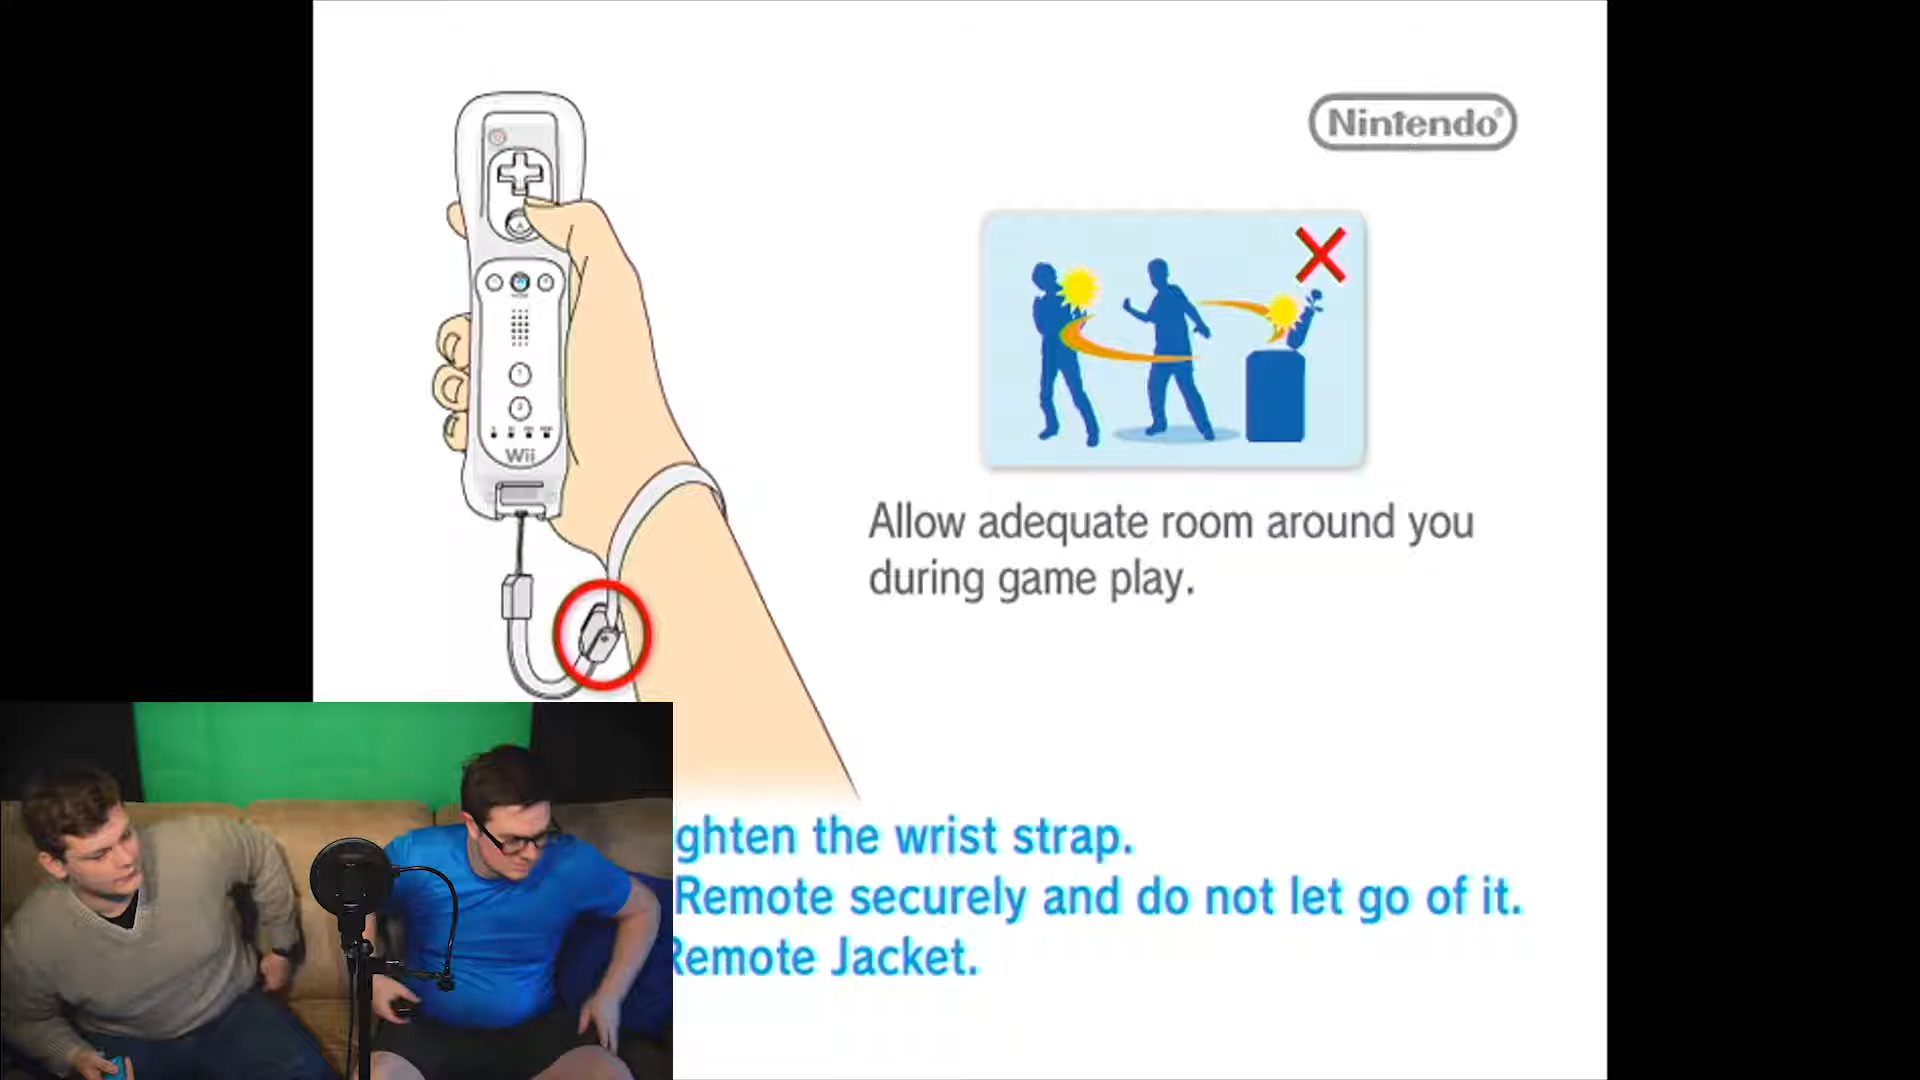 Nintendo®
Wii
Allow adequate room around you
during game play.
ghten the wrist strap.
Remote securely and do not let go of it.
Remote Jacket.